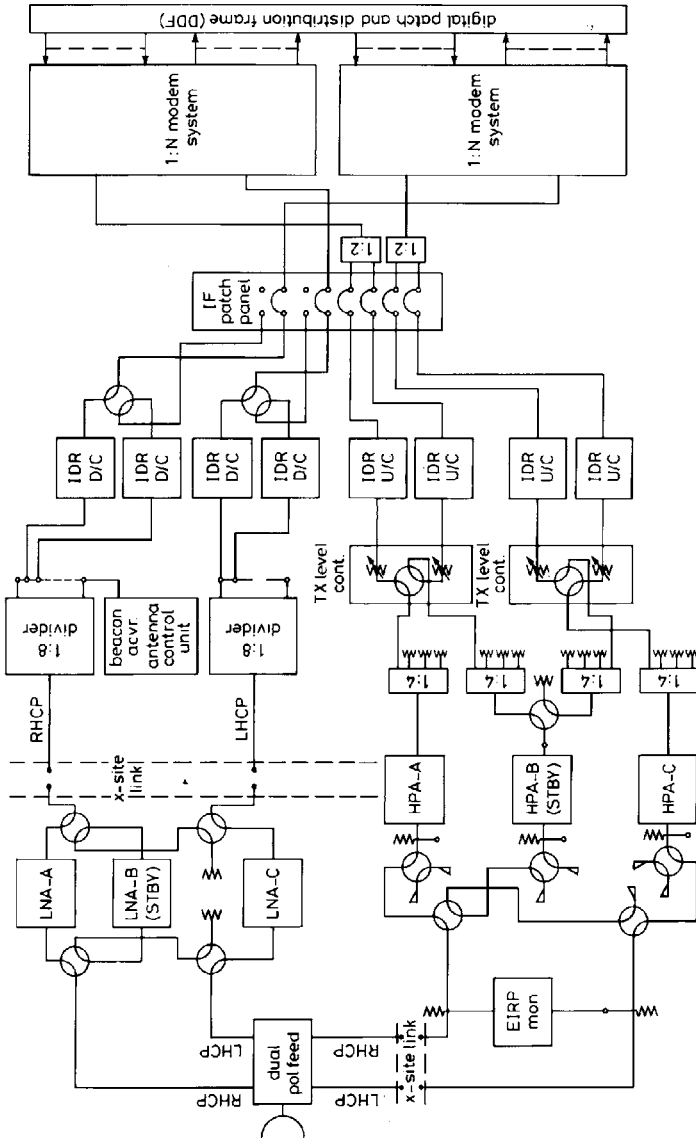 digital patch and distribution frame (DDF)
1:N modem
system
1:N modem
system
1:2
1:2
IF
patch
panel
IDR
D/C
IDR
D/C
IDR
D/C
IDR
D/C
IDR
U/C
IDR
U/C
IDR
U/C
IDR
U/C
TX level
cont.
TX level
cont.
1:8
divider
beacon
acvr.
antenna
control
unit
1:8
divider
RHCP
LHCP
1:4
1:4
1:4
1:4
x-site
link
HPA-A
HPA-B
(STBY)
HPA-C
LNA-A
LNA-B
(STBY)
LNA-C
EIRP
mon
RHCP
LHCP
dual
pol feed
RHCP
LHCP
x-site link